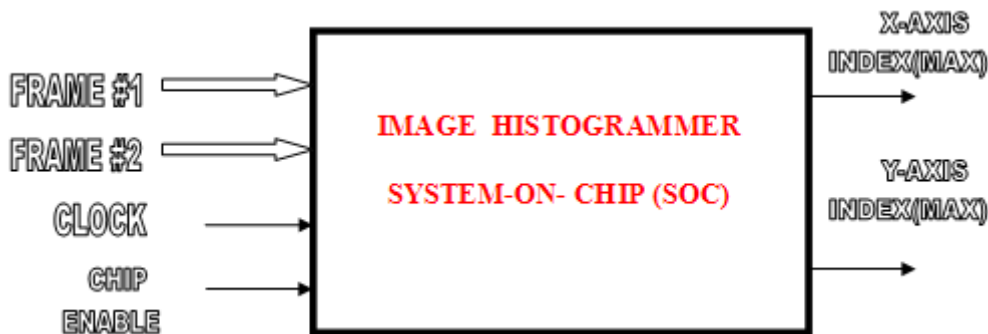 FRAME #1
FRAME #2
CLOCK
CHIP
ENABLE
IMAGE HISTOGRAMMER
SYSTEM-ON- CHIP (SOC)
X-AXIS
INDEX(MAX)
Y-AXIS
INDEX(MAX)